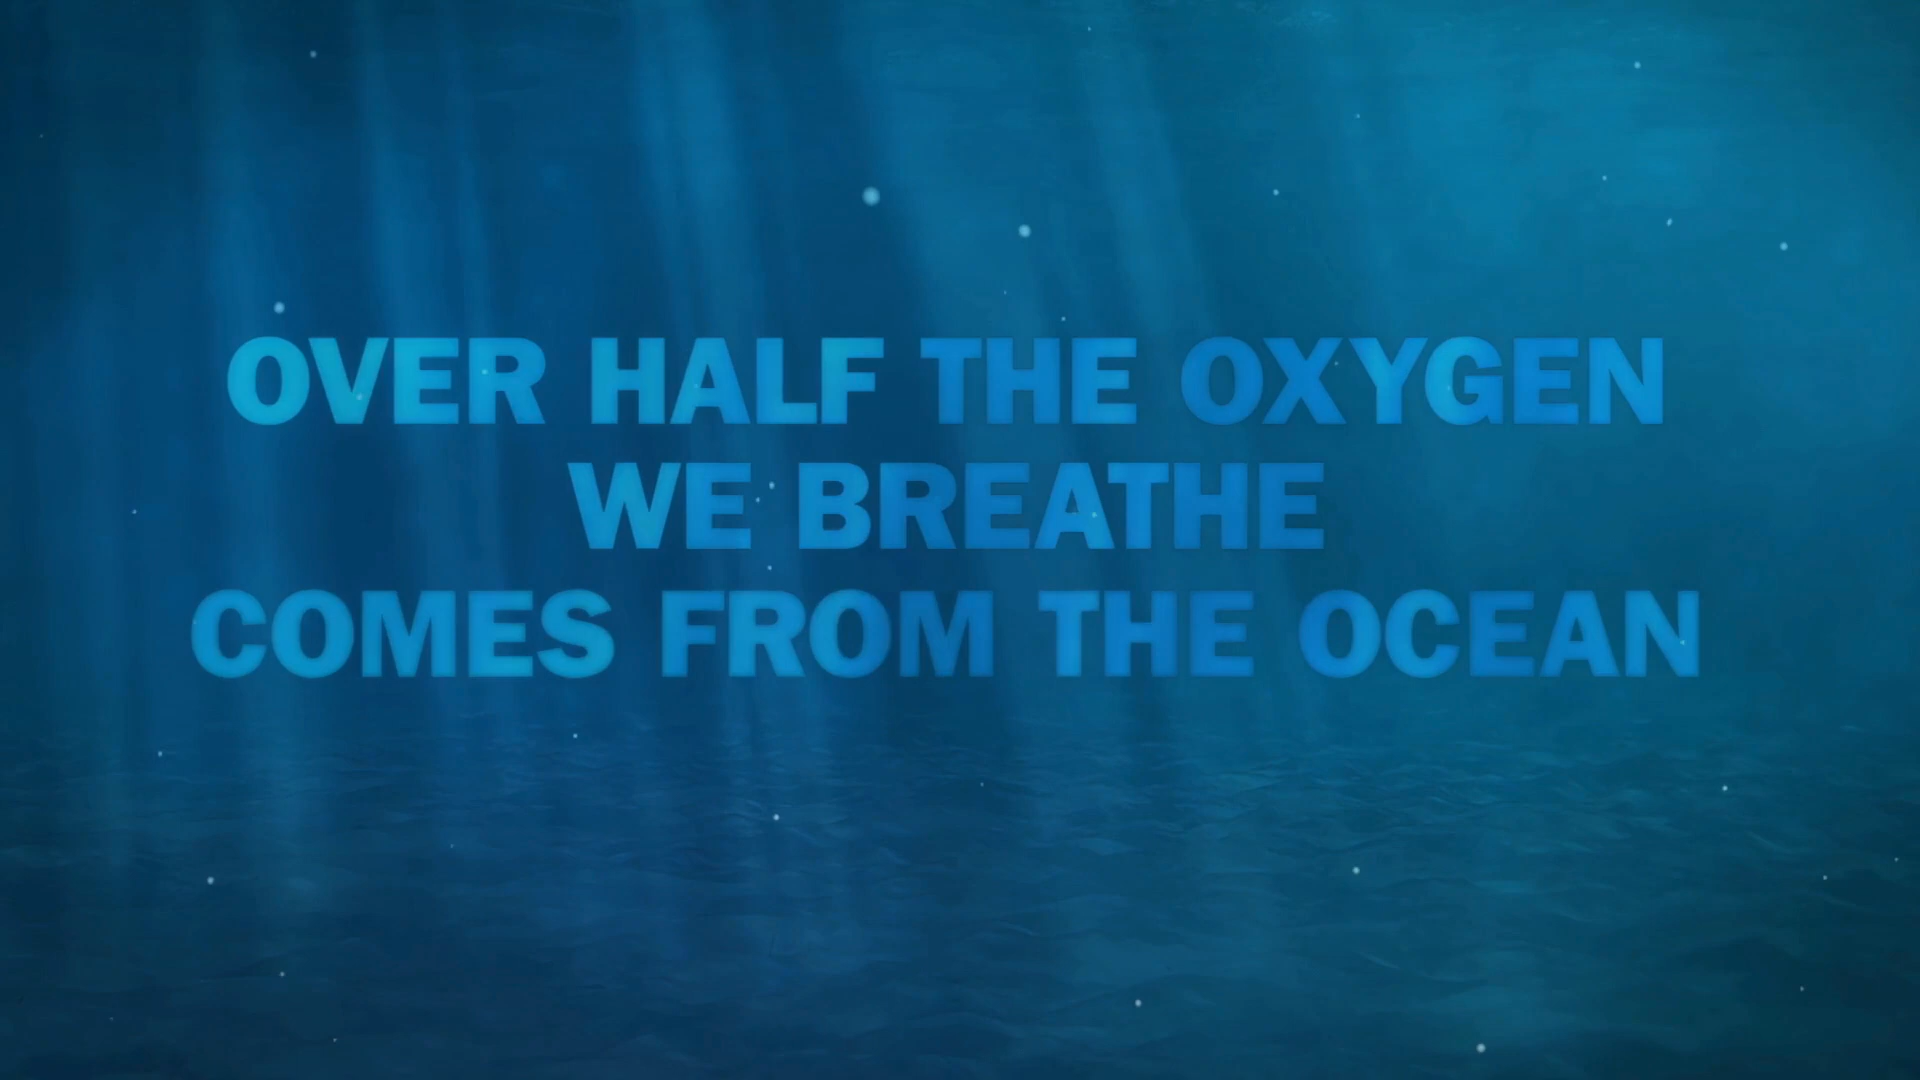 OVER HALF THE OXYGEN
WE BREATHE
COMES FROM THE OCEAN